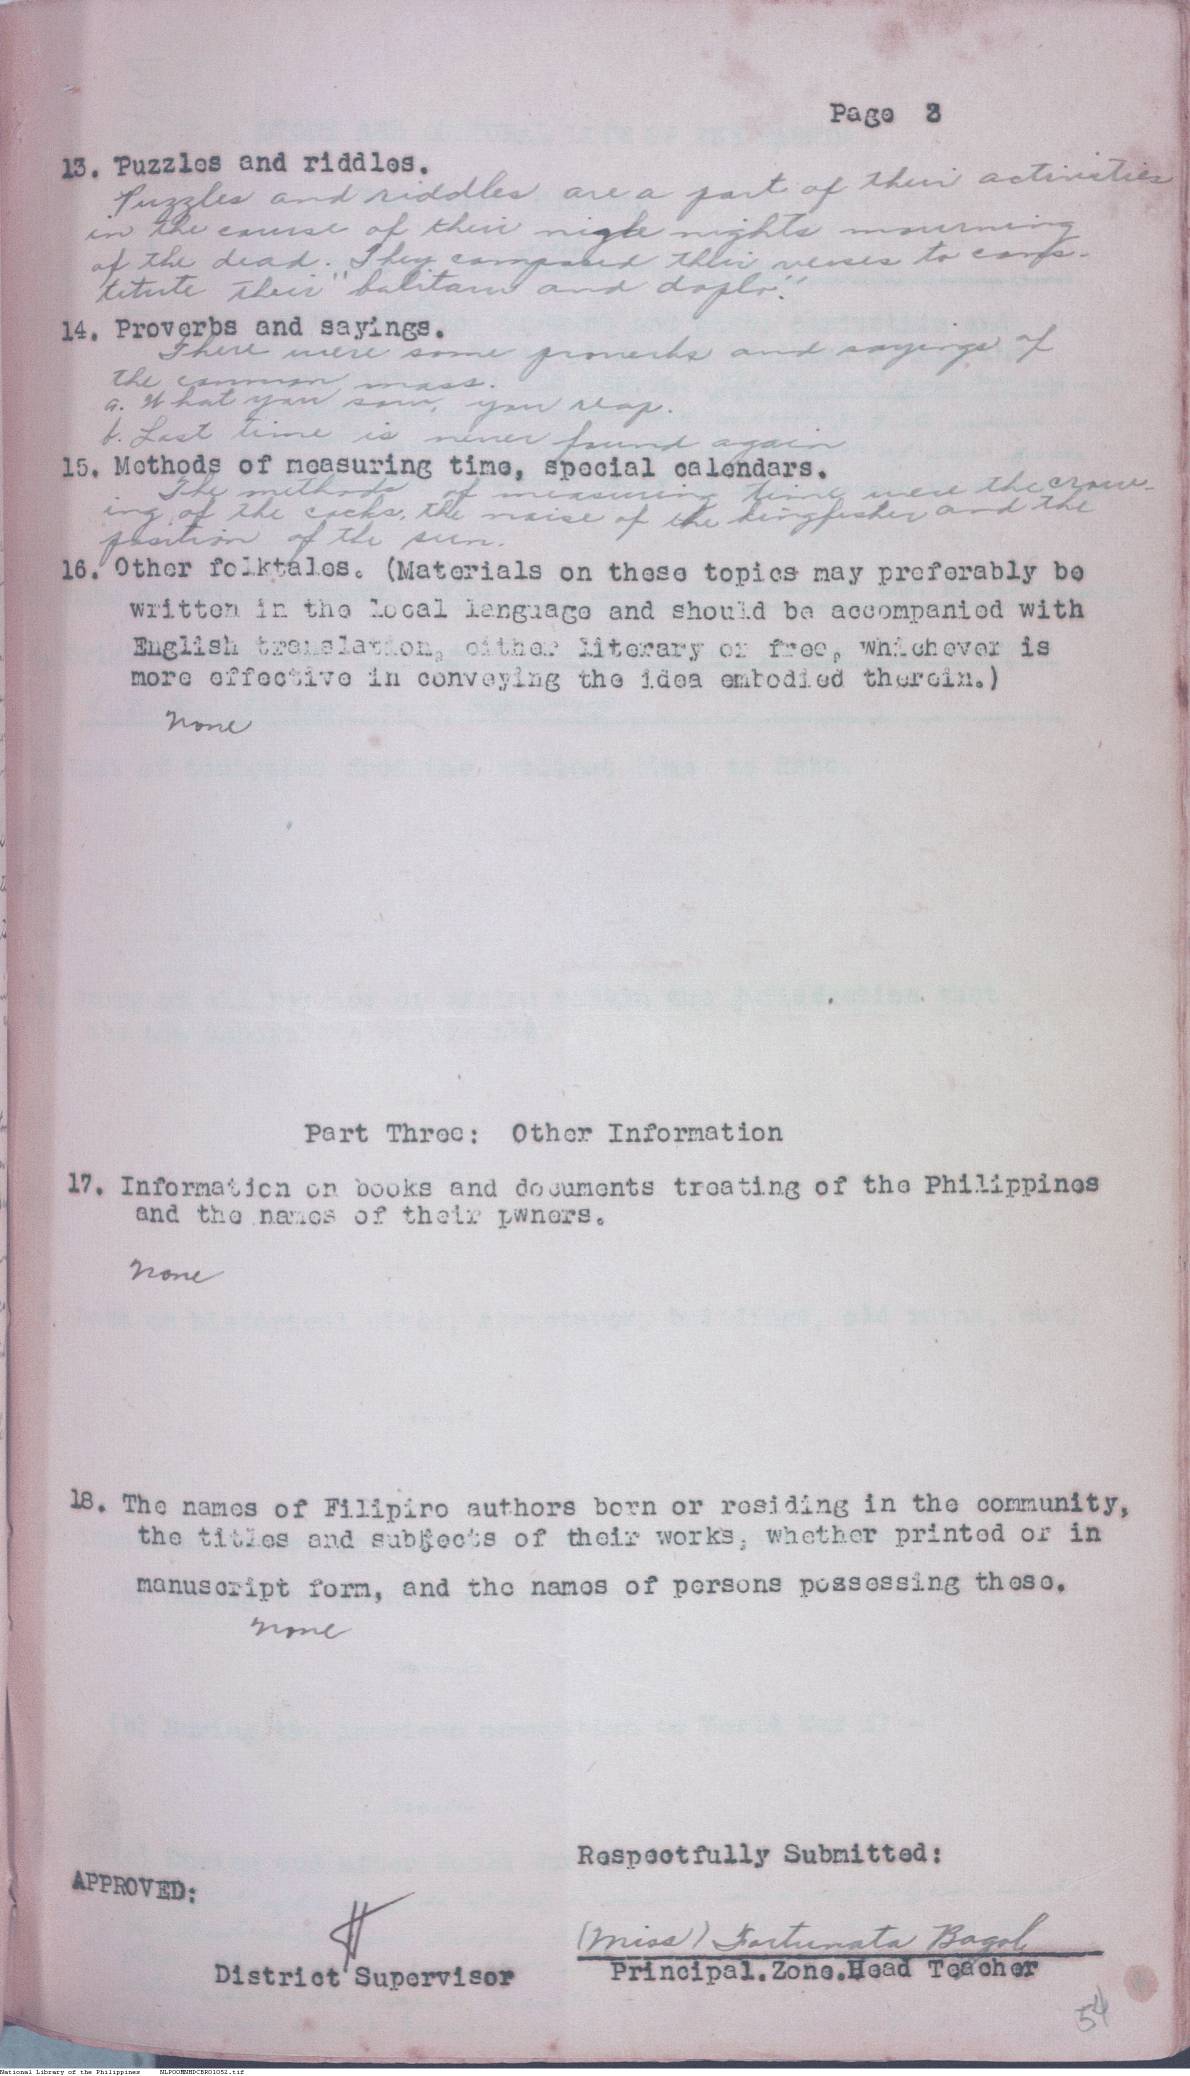 Page 3
13. Puzzles and riddles.
Puzzles and riddles are a part of their activities
in the course of their nights mourning
of the dead. They composed their verses to cons-
titute their "balitaw and doplo."
14. Proverbs and sayings.
There were some proverbs and sayings of
the common mass.
a. What you sow, you reap.
b. Lost time is never found again
15. Methods of measuring time, special calendars.
The methods of measuring time were the crow-
ing of the cocks, the noise of the kingfisher and the
position of the sun.
16. Other folktales. (Materials on these topics may preferably be
written in the local language and should be accompanied with
English translation, either literary or free, whichever is
more effective in conveying the idea embodied therein.)
None
Part Three: Other Information
17. Information on books and documents treating of the Philippines
and the names of their pwners.
None
18. The names of Filipiro authors born or residing in the community,
the titles and subjects of their works, whether printed or in
manuscript form, and the names of persons possessing these.
None
Respectfully Submitted:
APPROVED:
(Miss) Fortunata Bagol
District Supervisor
Principal.Zone.Head Teacher
54
National Library of the Philippines NLPOOMNHDCBR01052.tif